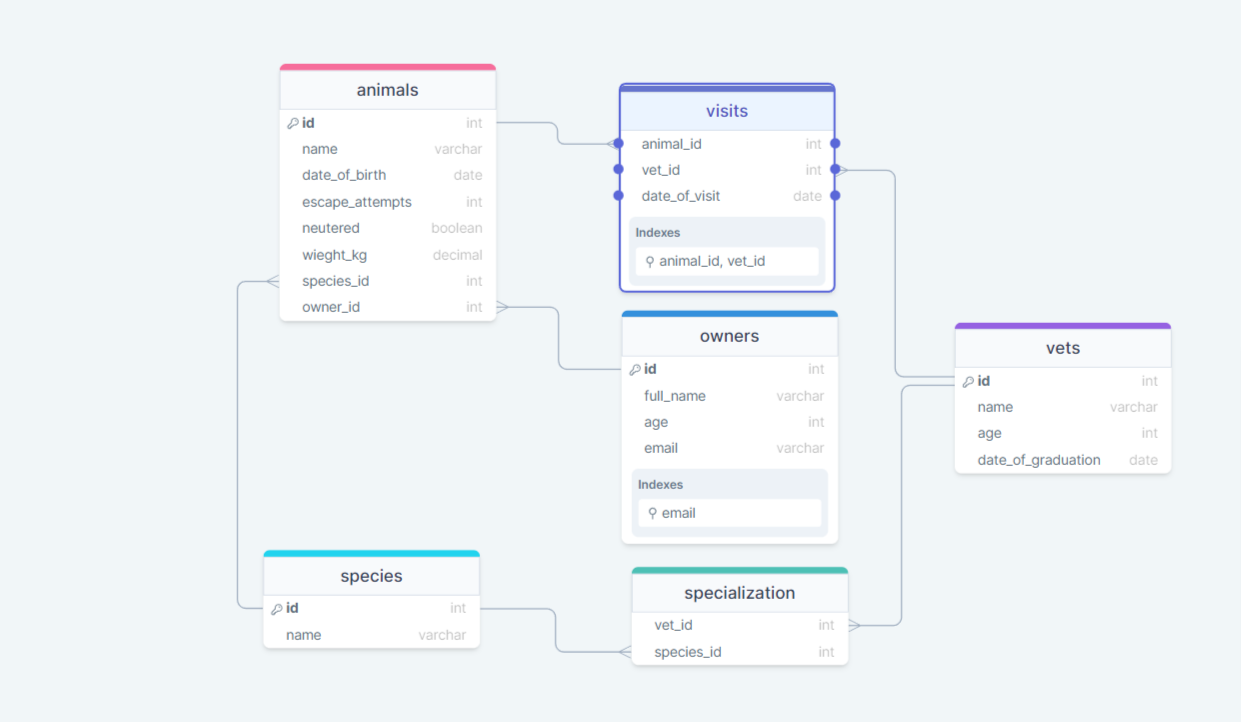 animals
id int
name varchar
date_of_birth date
escape_attempts int
neutered boolean
wieght_kg decimal
species_id int
owner_id int
visits
animal_id int
vet_id int
date_of_visit date
Indexes
animal_id, vet_id
owners
id int
full_name varchar
age int
email varchar
Indexes
email
vets
id int
name varchar
age int
date_of_graduation date
species
id int
name varchar
specialization
vet_id int
species_id int